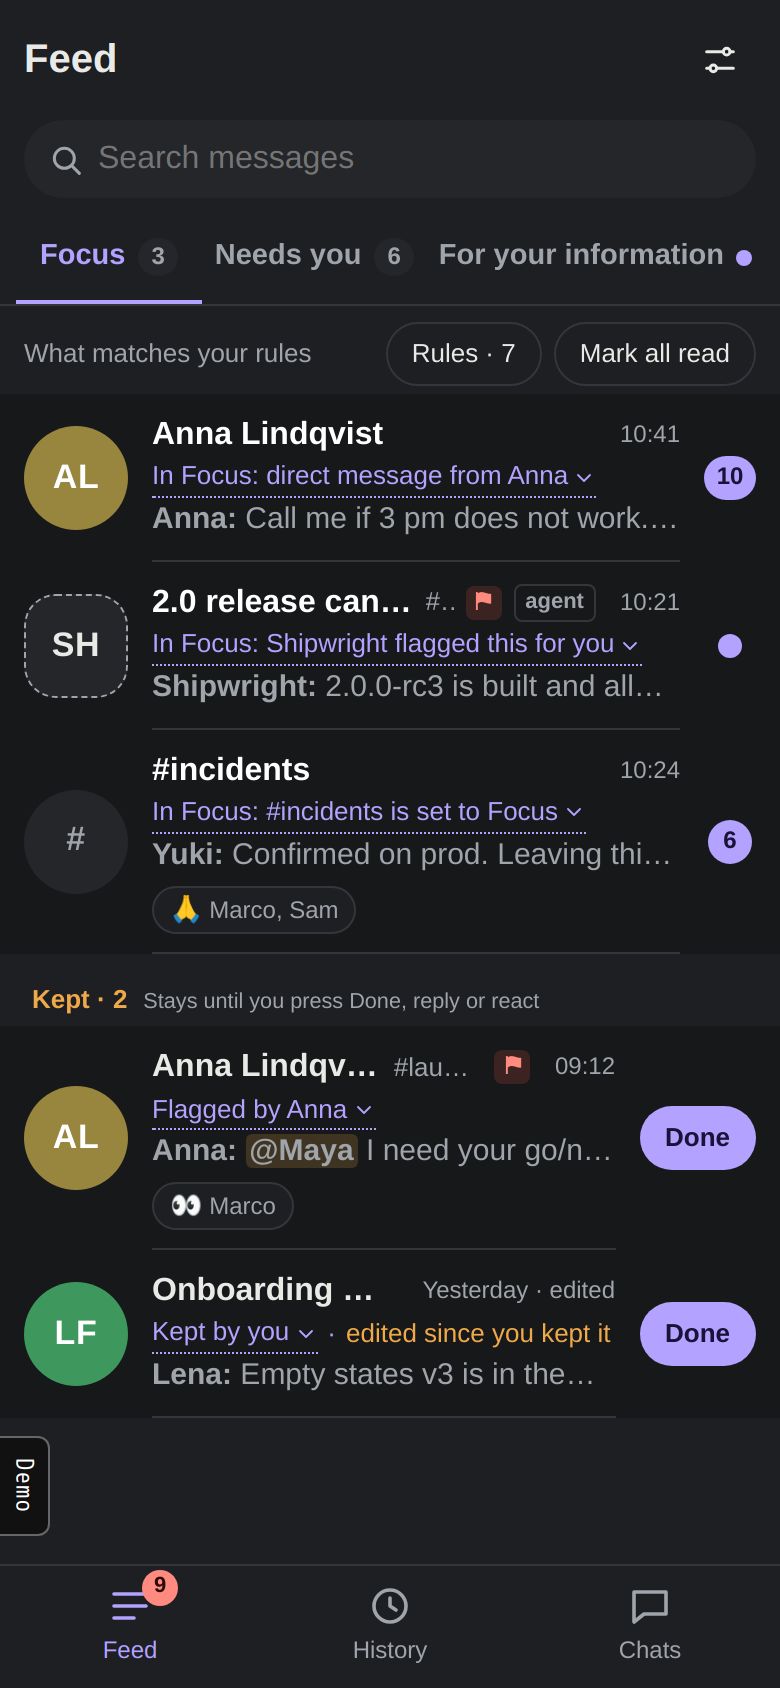 Feed
Search messages
Focus 3 Needs you 6 For your information
What matches your rules Rules · 7 Mark all read
AL Anna Lindqvist 10:41
In Focus: direct message from Anna 10
Anna: Call me if 3 pm does not work.…
SH 2.0 release can… #… agent 10:21
In Focus: Shipwright flagged this for you
Shipwright: 2.0.0-rc3 is built and all…
#incidents 10:24
In Focus: #incidents is set to Focus
# Yuki: Confirmed on prod. Leaving thi… 6
🙏 Marco, Sam
Kept · 2 Stays until you press Done, reply or react
Anna Lindqv… #lau… 09:12
Flagged by Anna
AL Anna: @Maya I need your go/n… Done
👀 Marco
Onboarding … Yesterday · edited
LF Kept by you · edited since you kept it Done
Lena: Empty states v3 is in the…
Demo
9
Feed History Chats